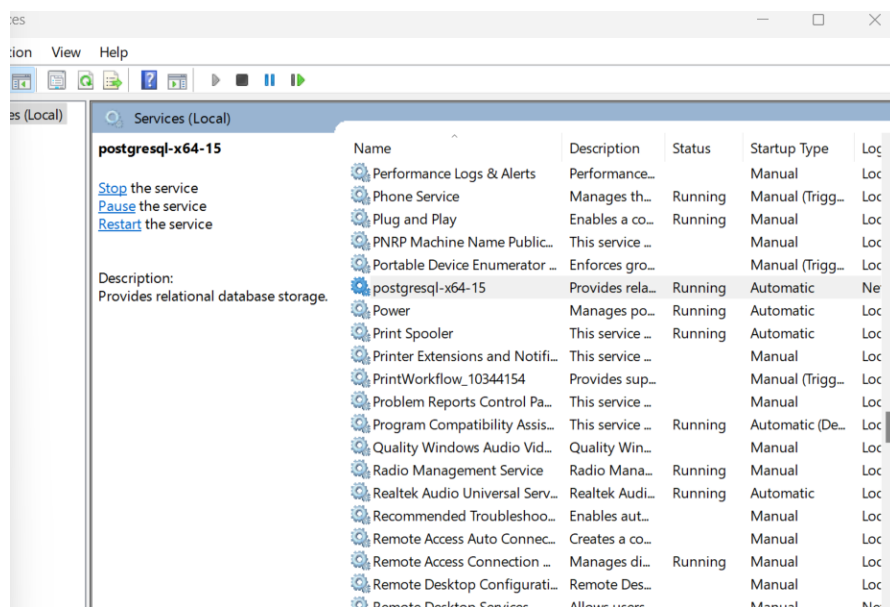 ces
tion View Help
es (Local)
Services (Local)
postgresql-x64-15
Stop the service
Pause the service
Restart the service
Description:
Provides relational database storage.
Name Description Status Startup Type Log
Performance Logs & Alerts Performance... Manual Loc
Phone Service Manages th... Running Manual (Trigg... Loc
Plug and Play Enables a co... Running Manual Loc
PNRP Machine Name Public... This service ... Manual Loc
Portable Device Enumerator ... Enforces gro... Manual (Trigg... Loc
postgresql-x64-15 Provides rela... Running Automatic Net
Power Manages po... Running Automatic Loc
Print Spooler This service ... Running Automatic Loc
Printer Extensions and Notifi... This service ... Manual Loc
PrintWorkflow_10344154 Provides sup... Manual (Trigg... Loc
Problem Reports Control Pa... This service ... Manual Loc
Program Compatibility Assis... This service ... Running Automatic (De... Loc
Quality Windows Audio Vid... Quality Win... Manual Loc
Radio Management Service Radio Mana... Running Manual Loc
Realtek Audio Universal Serv... Realtek Audi... Running Automatic Loc
Recommended Troubleshoo... Enables aut... Manual Loc
Remote Access Auto Connec... Creates a co... Manual Loc
Remote Access Connection ... Manages di... Running Manual Loc
Remote Desktop Configurati... Remote Des... Manual Loc
Remote Desktop Services Allows users Manual Net